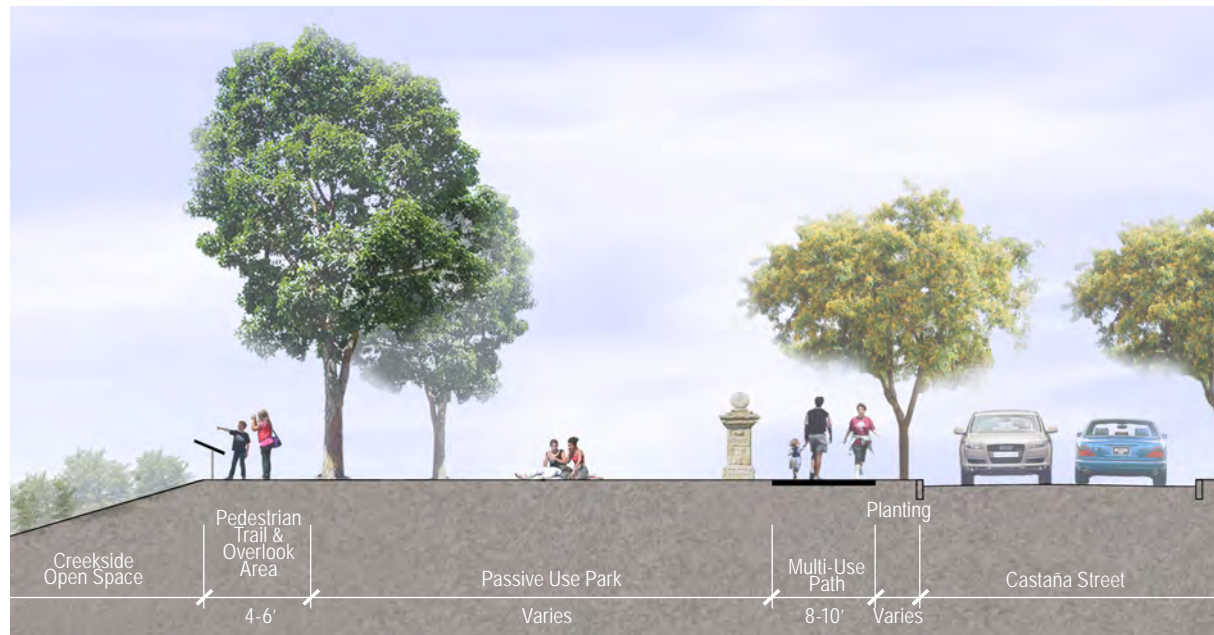 Planting
Pedestrian
Trail &
Overlook
Area
Creekside
Open Space
Passive Use Park
Multi-Use
Path
Castaña Street
4-6'
Varies
8-10'
Varies